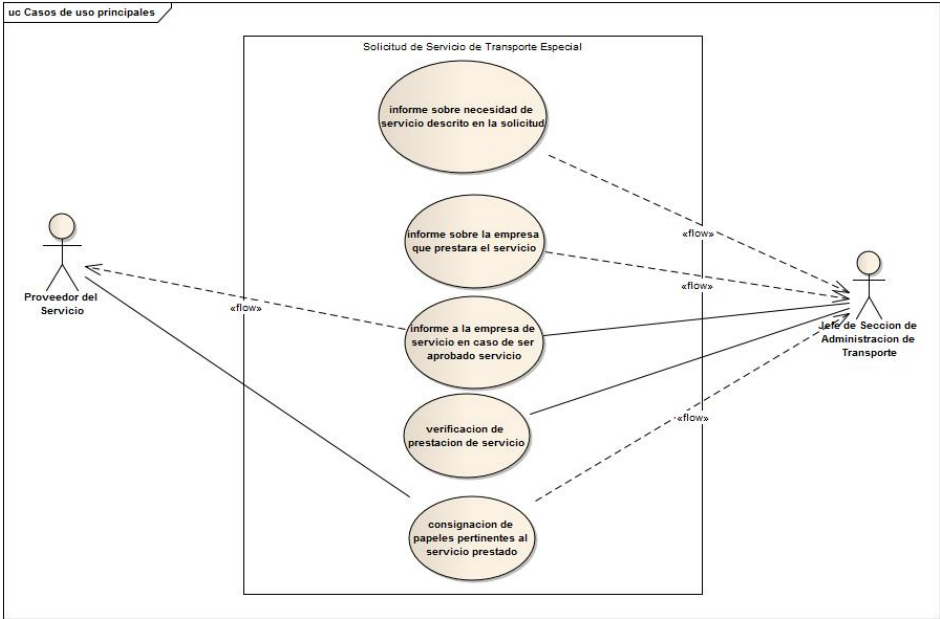 uc Casos de uso principales
Solicitud de Servicio de Transporte Especial
informe sobre necesidad de
servicio descrito en la solicitud
«flow»
informe sobre la empresa
que prestara el servicio
«flow»
Proveedor del
Servicio
«flow»
informe a la empresa de
servicio en caso de ser
aprobado servicio
Jefe de Seccion de
Administracion de
Transporte
verificacion de
prestacion de servicio
«flow»
consignacion de
papeles pertinentes al
servicio prestado